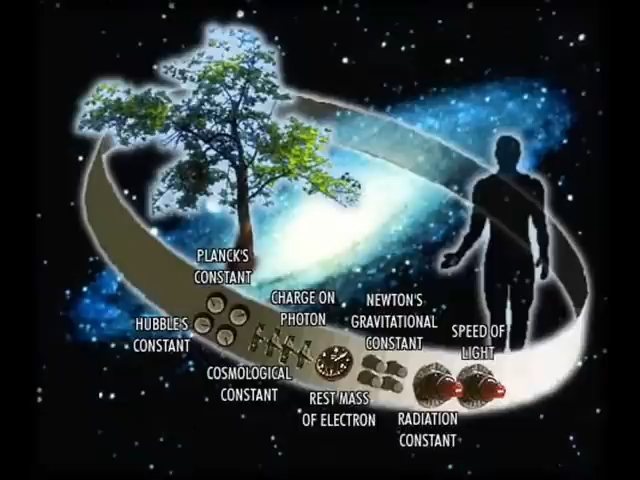 PLANCK'S
CONSTANT
HUBBLE'S
CONSTANT
CHARGE ON
PHOTON
COSMOLOGICAL
CONSTANT
NEWTON'S
GRAVITATIONAL
CONSTANT
REST MASS
OF ELECTRON
SPEED OF
LIGHT
RADIATION
CONSTANT